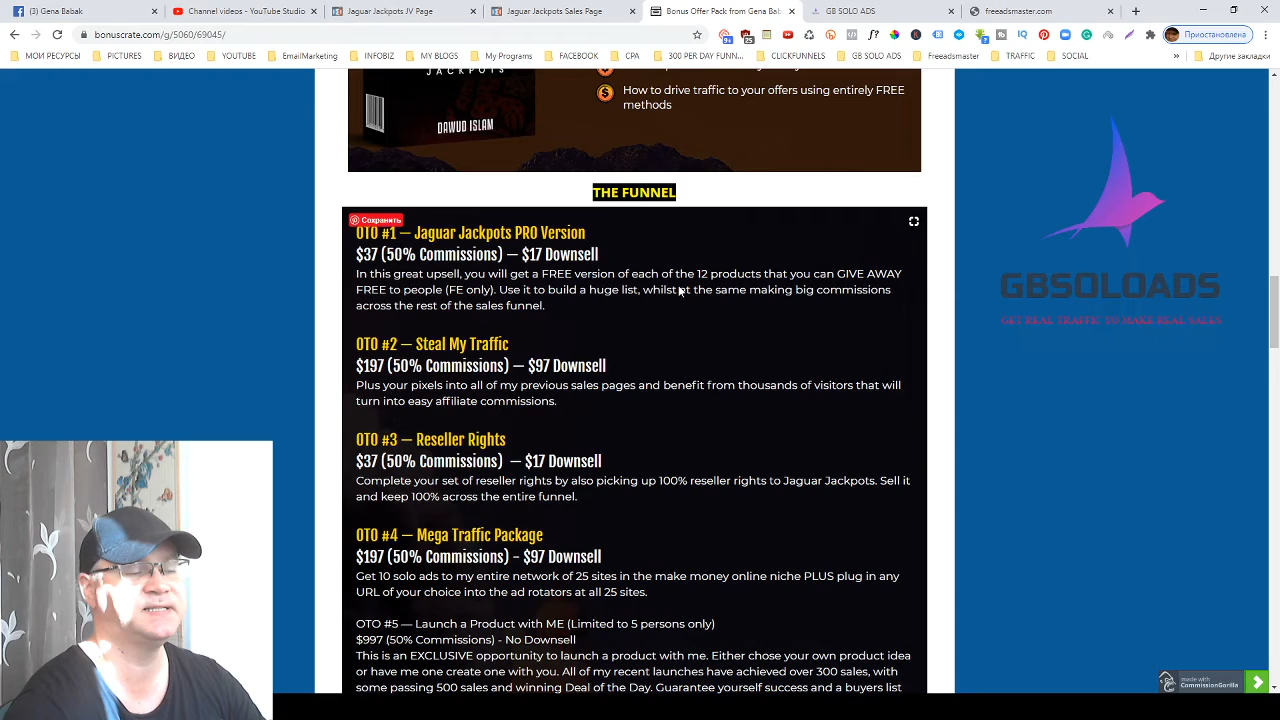 Gena Babak
Channel videos - YouTube Studio
Jaguar Jackpots JV Page
Jaguar Jackpots Sales Page
Bonus Offer Pack from Gena Bab
GB SOLO ADS
freeadsmaster.com
bonuscrate.com/g/5060/69045/
Приостановлена
МОИ РЕСУРСЫ
PICTURES
ВИДЕО
YOUTUBE
EmailMarketing
INFOBIZ
MY BLOGS
My Programs
FACEBOOK
CPA
300 PER DAY FUNN...
CLICKFUNNELS
GB SOLO ADS
Freeadsmaster
TRAFFIC
SOCIAL
Другие закладки
JACKPOTS
DAWUD ISLAM
How to drive traffic to your offers using entirely FREE
methods
THE FUNNEL
Сохранить
OTO #1 — Jaguar Jackpots PRO Version
$37 (50% Commissions) — $17 Downsell
In this great upsell, you will get a FREE version of each of the 12 products that you can GIVE AWAY
FREE to people (FE only). Use it to build a huge list, whilst at the same making big commissions
across the rest of the sales funnel.
OTO #2 — Steal My Traffic
$197 (50% Commissions) — $97 Downsell
Plus your pixels into all of my previous sales pages and benefit from thousands of visitors that will
turn into easy affiliate commissions.
OTO #3 — Reseller Rights
$37 (50% Commissions) — $17 Downsell
Complete your set of reseller rights by also picking up 100% reseller rights to Jaguar Jackpots. Sell it
and keep 100% across the entire funnel.
OTO #4 — Mega Traffic Package
$197 (50% Commissions) - $97 Downsell
Get 10 solo ads to my entire network of 25 sites in the make money online niche PLUS plug in any
URL of your choice into the ad rotators at all 25 sites.
OTO #5 — Launch a Product with ME (Limited to 5 persons only)
$997 (50% Commissions) - No Downsell
This is an EXCLUSIVE opportunity to launch a product with me. Either chose your own product idea
or have me one create one with you. All of my recent launches have achieved over 300 sales, with
some passing 500 sales and winning Deal of the Day. Guarantee yourself success and a buyers list
GBSOLOADS
GET REAL TRAFFIC TO MAKE REAL SALES
made with
CommissionGorilla